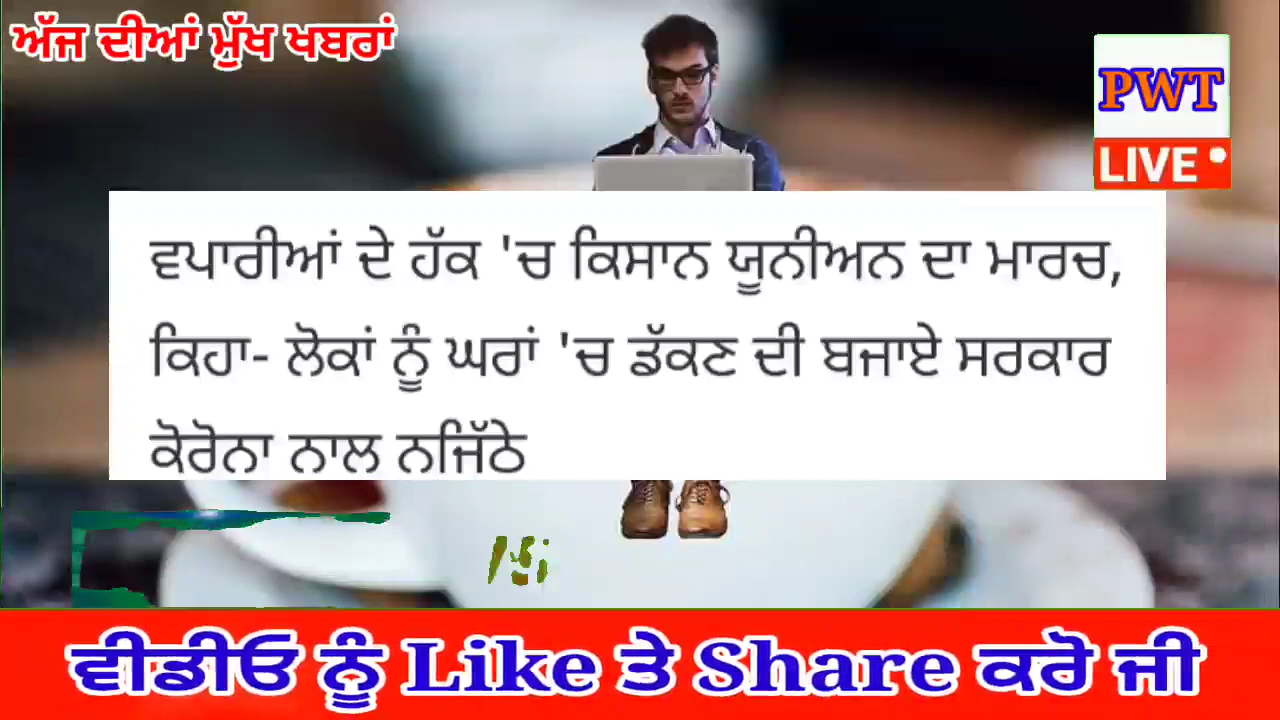 ਅੱਜ ਦੀਆਂ ਮੁੱਖ ਖਬਰਾਂ
PWT
LIVE
ਵਪਾਰੀਆਂ ਦੇ ਹੱਕ 'ਚ ਕਿਸਾਨ ਯੂਨੀਅਨ ਦਾ ਮਾਰਚ,
ਕਿਹਾ- ਲੋਕਾਂ ਨੂੰ ਘਰਾਂ 'ਚ ਡੱਕਣ ਦੀ ਬਜਾਏ ਸਰਕਾਰ
ਕੋਰੋਨਾ ਨਾਲ ਨਜਿੱਠੇ
ਵੀਡੀਓ ਨੂੰ Like ਤੇ Share ਕਰੋ ਜੀ